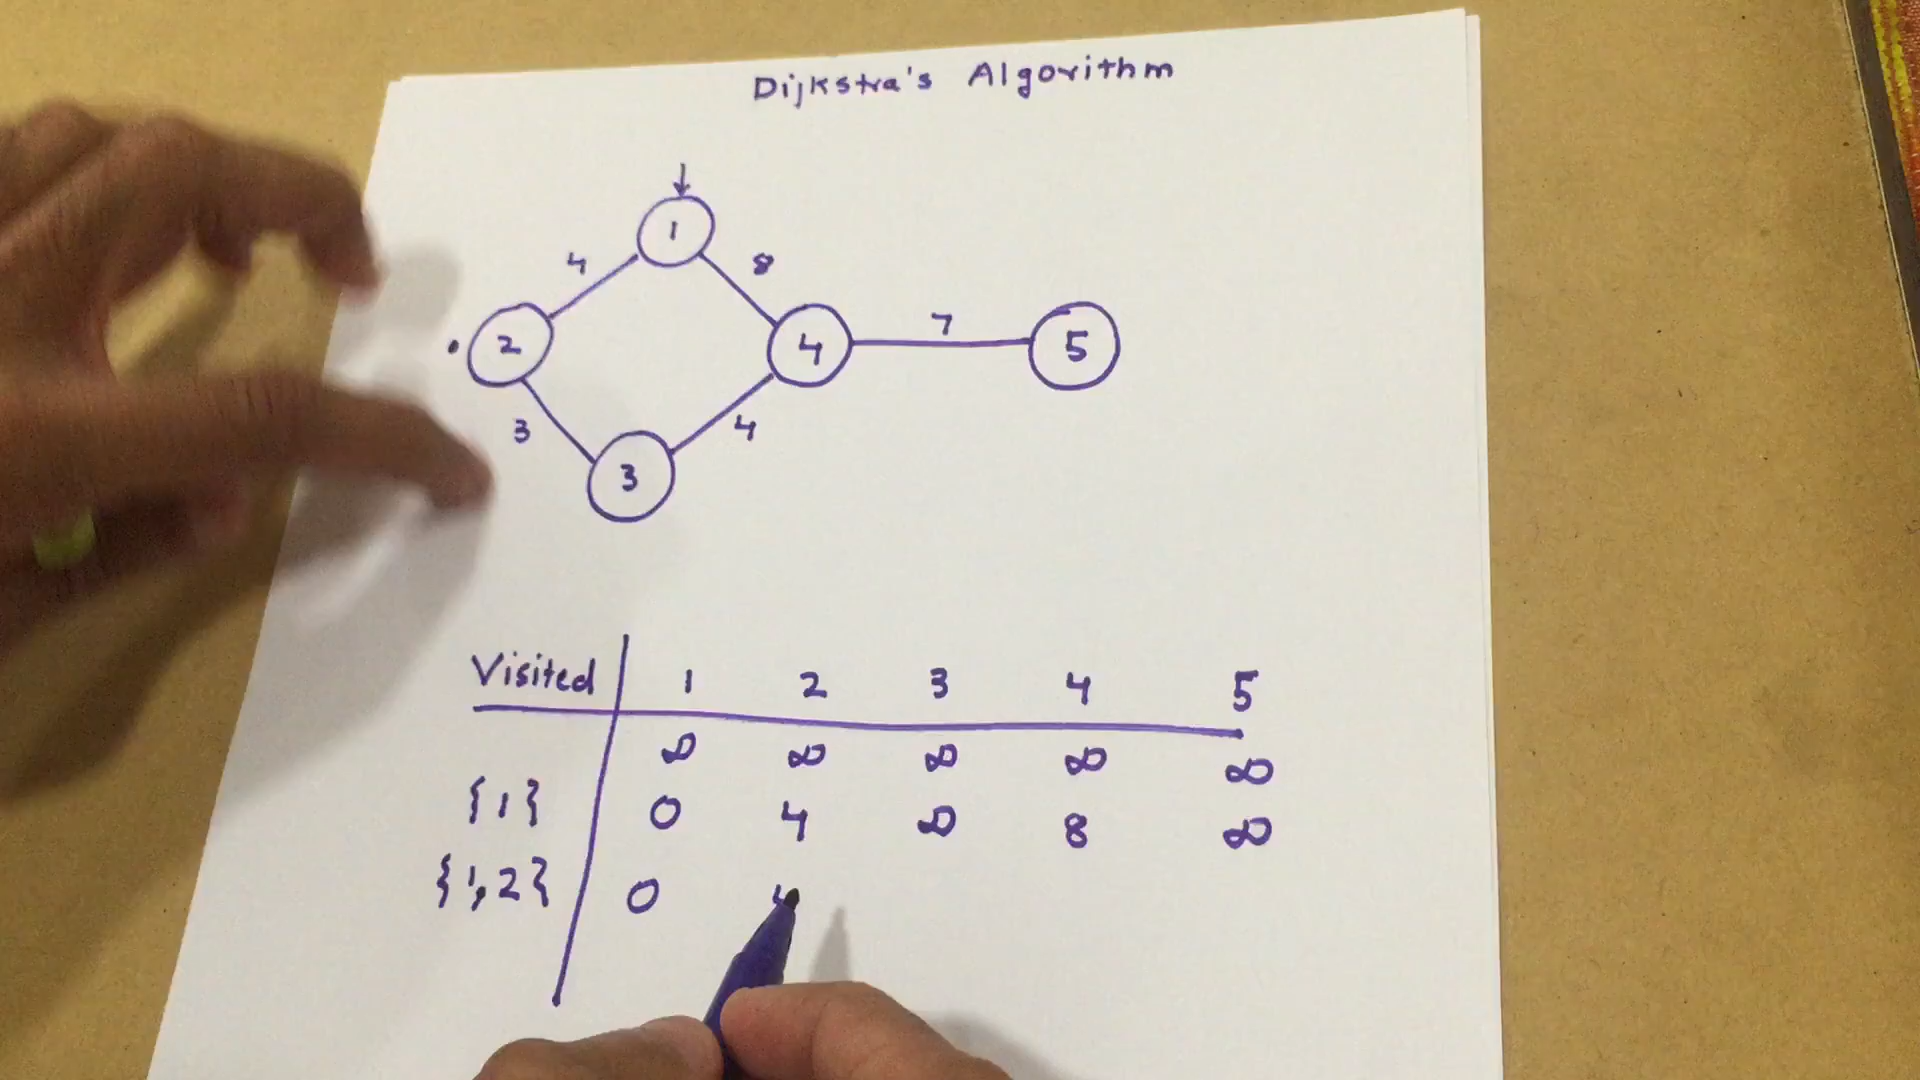 Dijkstra's Algorithm
1
4 8
2 4 7 5
3 4
3
Visited 1 2 3 4 5
∞ ∞ ∞ ∞ ∞
{1} 0 4 ∞ 8 ∞
{1,2} 0 4